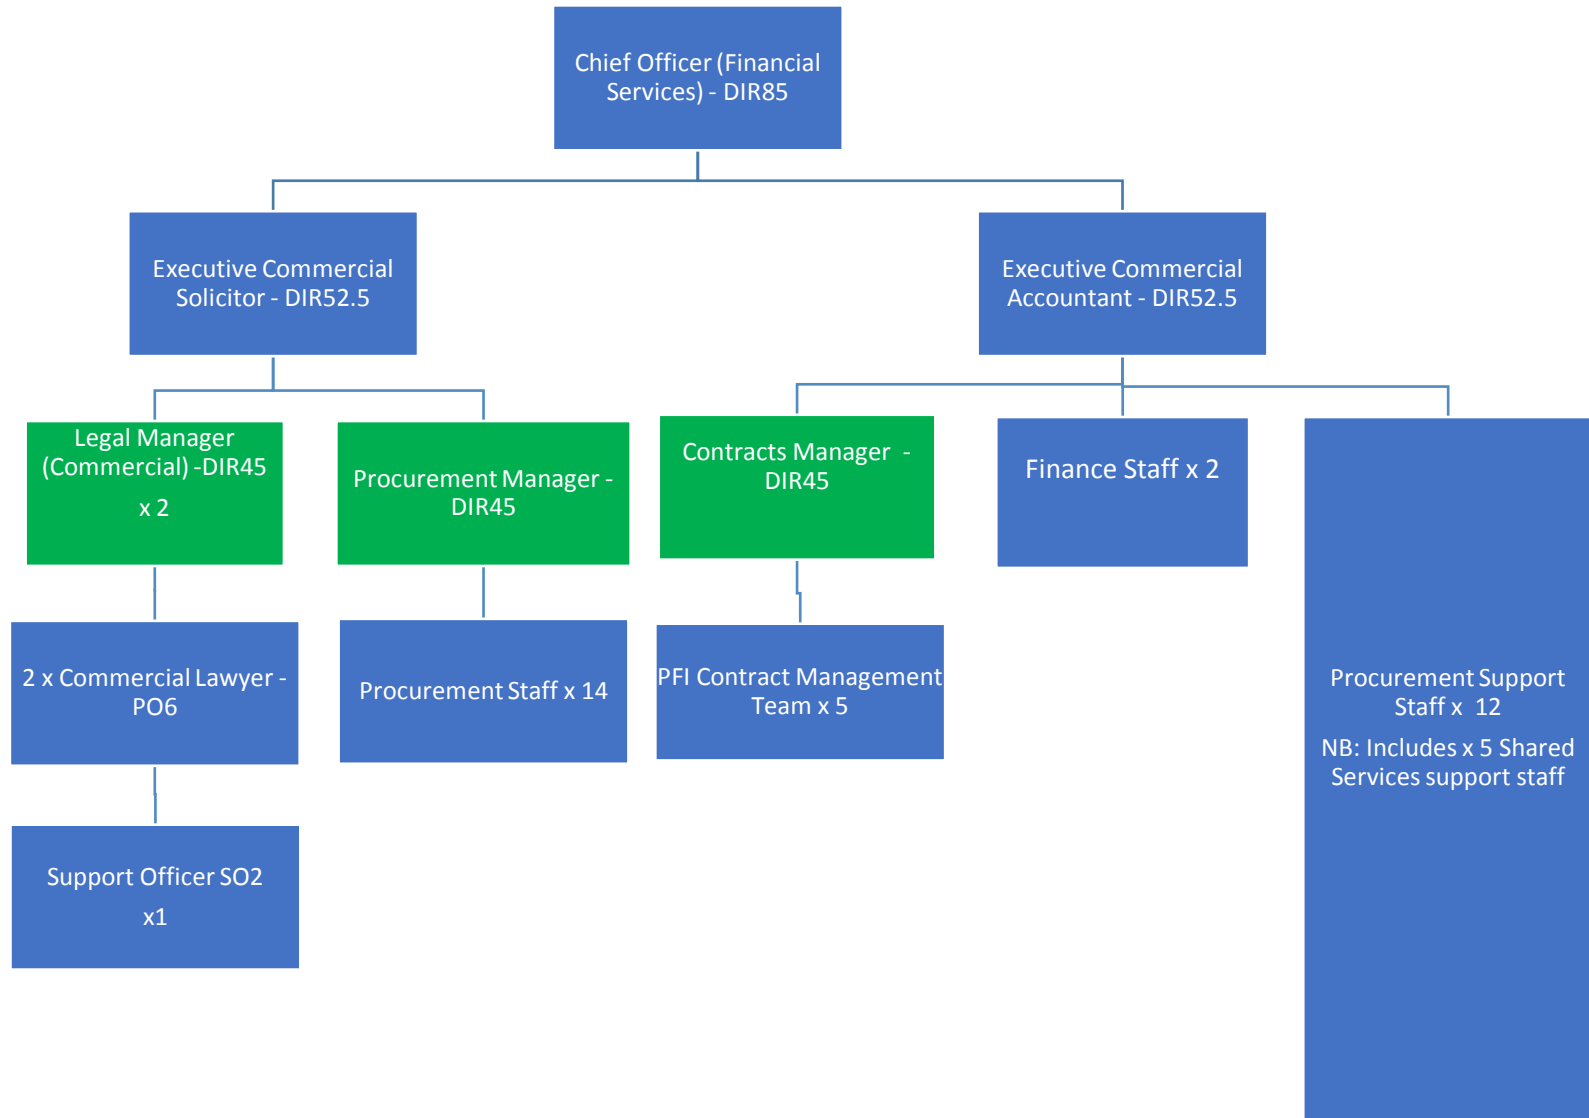 Chief Officer (Financial
Services) - DIR85
Executive Commercial
Solicitor - DIR52.5
Executive Commercial
Accountant - DIR52.5
Legal Manager
(Commercial) -DIR45
x 2
Procurement Manager -
DIR45
Contracts Manager  -
DIR45
Finance Staff x 2
2 x Commercial Lawyer -
PO6
Procurement Staff x 14
PFI Contract Management
Team x 5
Procurement Support
Staff x  12
NB: Includes x 5 Shared
Services support staff
Support Officer SO2
x1